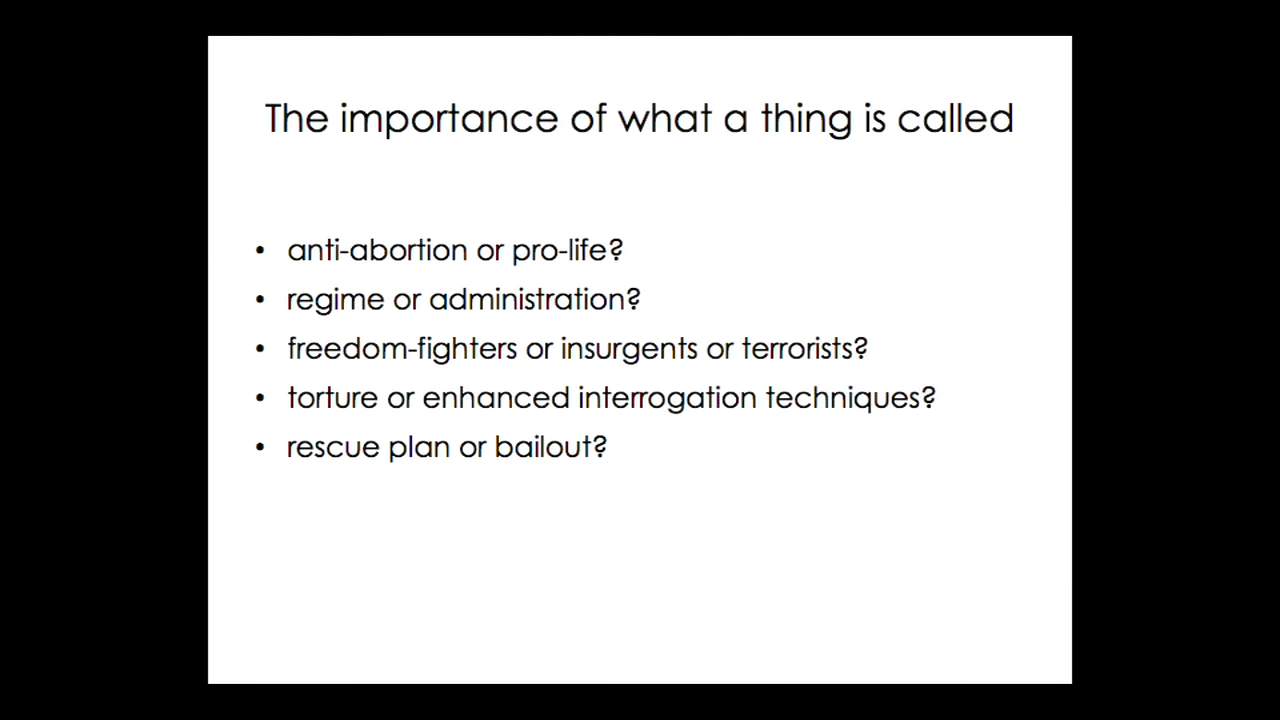 The importance of what a thing is called
• anti-abortion or pro-life?
• regime or administration?
• freedom-fighters or insurgents or terrorists?
• torture or enhanced interrogation techniques?
• rescue plan or bailout?